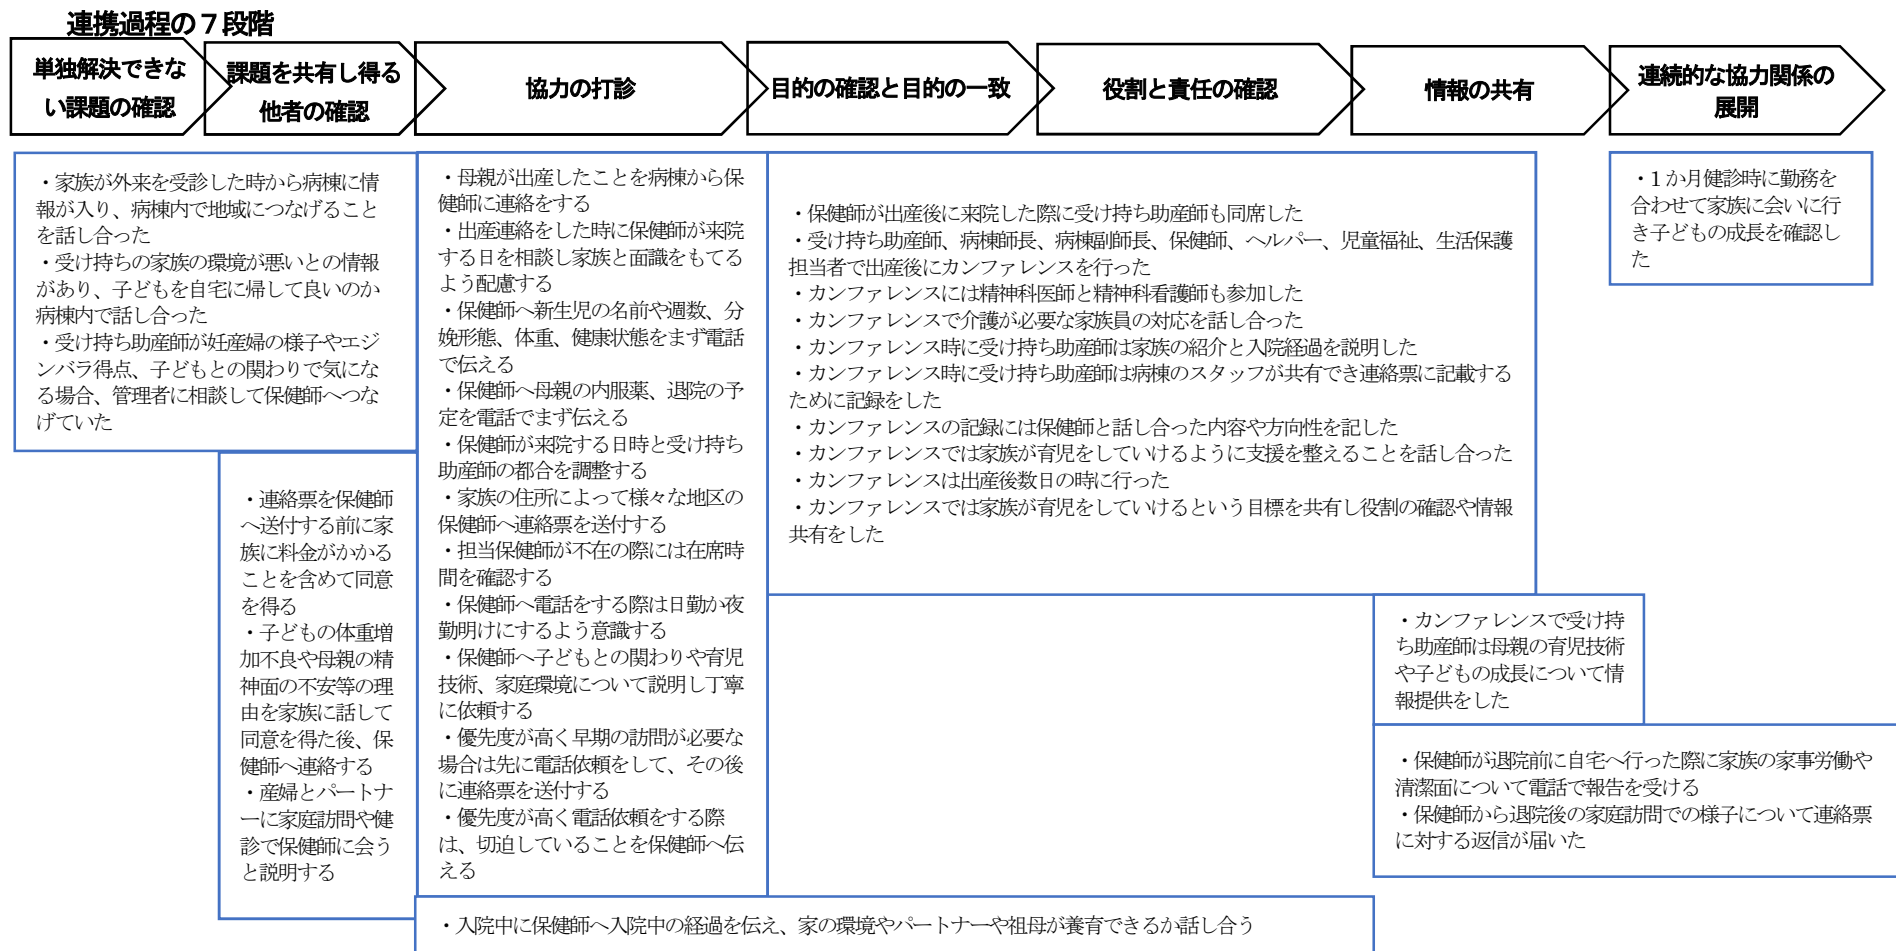 連携過程の７段階
単独解決できな
い課題の確認
課題を共有し得る
他者の確認
協力の打診
目的の確認と目的の一致
役割と責任の確認
情報の共有
連続的な協力関係の
展開
・家族が外来を受診した時から病棟に情
報が入り、病棟内で地域につなげること
を話し合った
・受け持ちの家族の環境が悪いとの情報
があり、子どもを自宅に帰して良いのか
病棟内で話し合った
・受け持ち助産師が妊産婦の様子やエジ
ンバラ得点、子どもとの関わりで気にな
る場合、管理者に相談して保健師へつな
げていた
・連絡票を保健師
へ送付する前に家
族に料金がかかる
ことを含めて同意
を得る
・子どもの体重増
加不良や母親の精
神面の不安等の理
由を家族に話して
同意を得た後、保
健師へ連絡する
・産婦とパートナ
ーに家庭訪問や健
診で保健師に会う
と説明する
・母親が出産したことを病棟から保
健師に連絡をする
・出産連絡をした時に保健師が来院
する日を相談し家族と面識をもてる
よう配慮する
・保健師へ新生児の名前や週数、分
娩形態、体重、健康状態をまず電話
で伝える
・保健師へ母親の内服薬、退院の予
定を電話でまず伝える
・保健師が来院する日時と受け持ち
助産師の都合を調整する
・家族の住所によって様々な地区の
保健師へ連絡票を送付する
・担当保健師が不在の際には在席時
間を確認する
・保健師へ電話をする際は日勤か夜
勤明けにするよう意識する
・保健師へ子どもとの関わりや育児
技術、家庭環境について説明し丁寧
に依頼する
・優先度が高く早期の訪問が必要な
場合は先に電話依頼をして、その後
に連絡票を送付する
・優先度が高く電話依頼をする際
は、切迫していることを保健師へ伝
える
・保健師が出産後に来院した際に受け持ち助産師も同席した
・受け持ち助産師、病棟師長、病棟副師長、保健師、ヘルパー、児童福祉、生活保護
担当者で出産後にカンファレンスを行った
・カンファレンスには精神科医師と精神科看護師も参加した
・カンファレンスで介護が必要な家族員の対応を話し合った
・カンファレンス時に受け持ち助産師は家族の紹介と入院経過を説明した
・カンファレンス時に受け持ち助産師は病棟のスタッフが共有でき連絡票に記載する
ために記録をした
・カンファレンスの記録には保健師と話し合った内容や方向性を記した
・カンファレンスでは家族が育児をしていけるように支援を整えることを話し合った
・カンファレンスは出産後数日の時に行った
・カンファレンスでは家族が育児をしていけるという目標を共有し役割の確認や情報
共有をした
・1 か月健診時に勤務を
合わせて家族に会いに行
き子どもの成長を確認し
た
・カンファレンスで受け持
ち助産師は母親の育児技術
や子どもの成長について情
報提供をした
・保健師が退院前に自宅へ行った際に家族の家事労働や
清潔面について電話で報告を受ける
・保健師から退院後の家庭訪問での様子について連絡票
に対する返信が届いた
・入院中に保健師へ入院中の経過を伝え、家の環境やパートナーや祖母が養育できるか話し合う